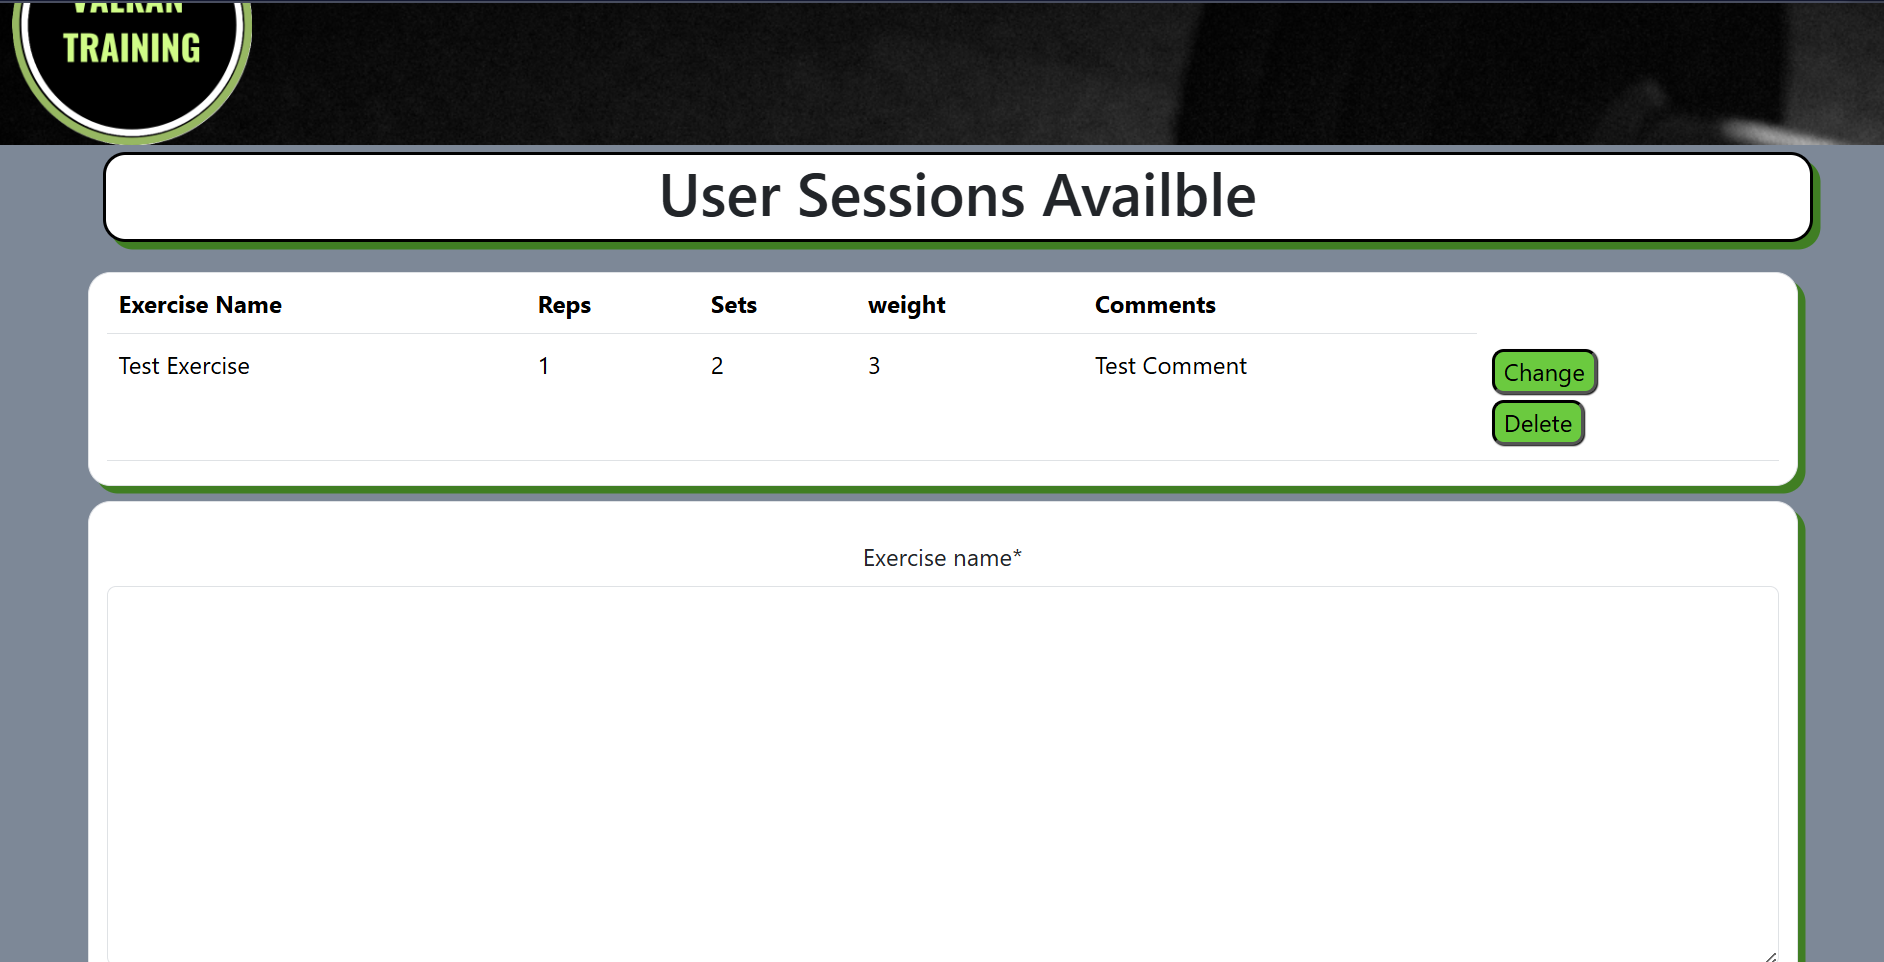 TRAINING
User Sessions Availble
Exercise Name Reps Sets weight Comments
Test Exercise 1 2 3 Test Comment Change
Delete
Exercise name*